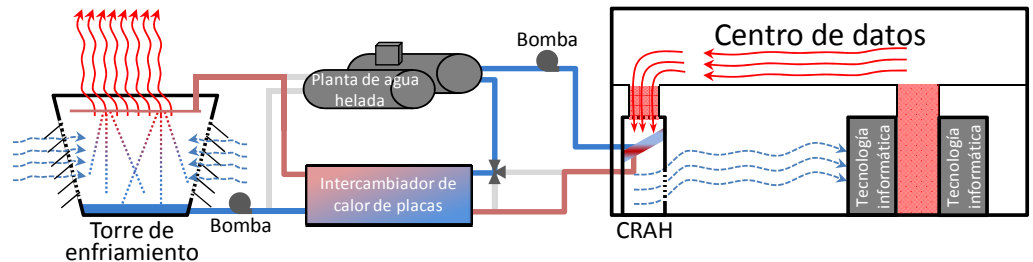 Centro de datos
Bomba
Planta de agua
helada
Intercambiador de
calor de placas
Bomba
Torre de
enfriamiento
CRAH
Tecnología
informática
Tecnología
informática